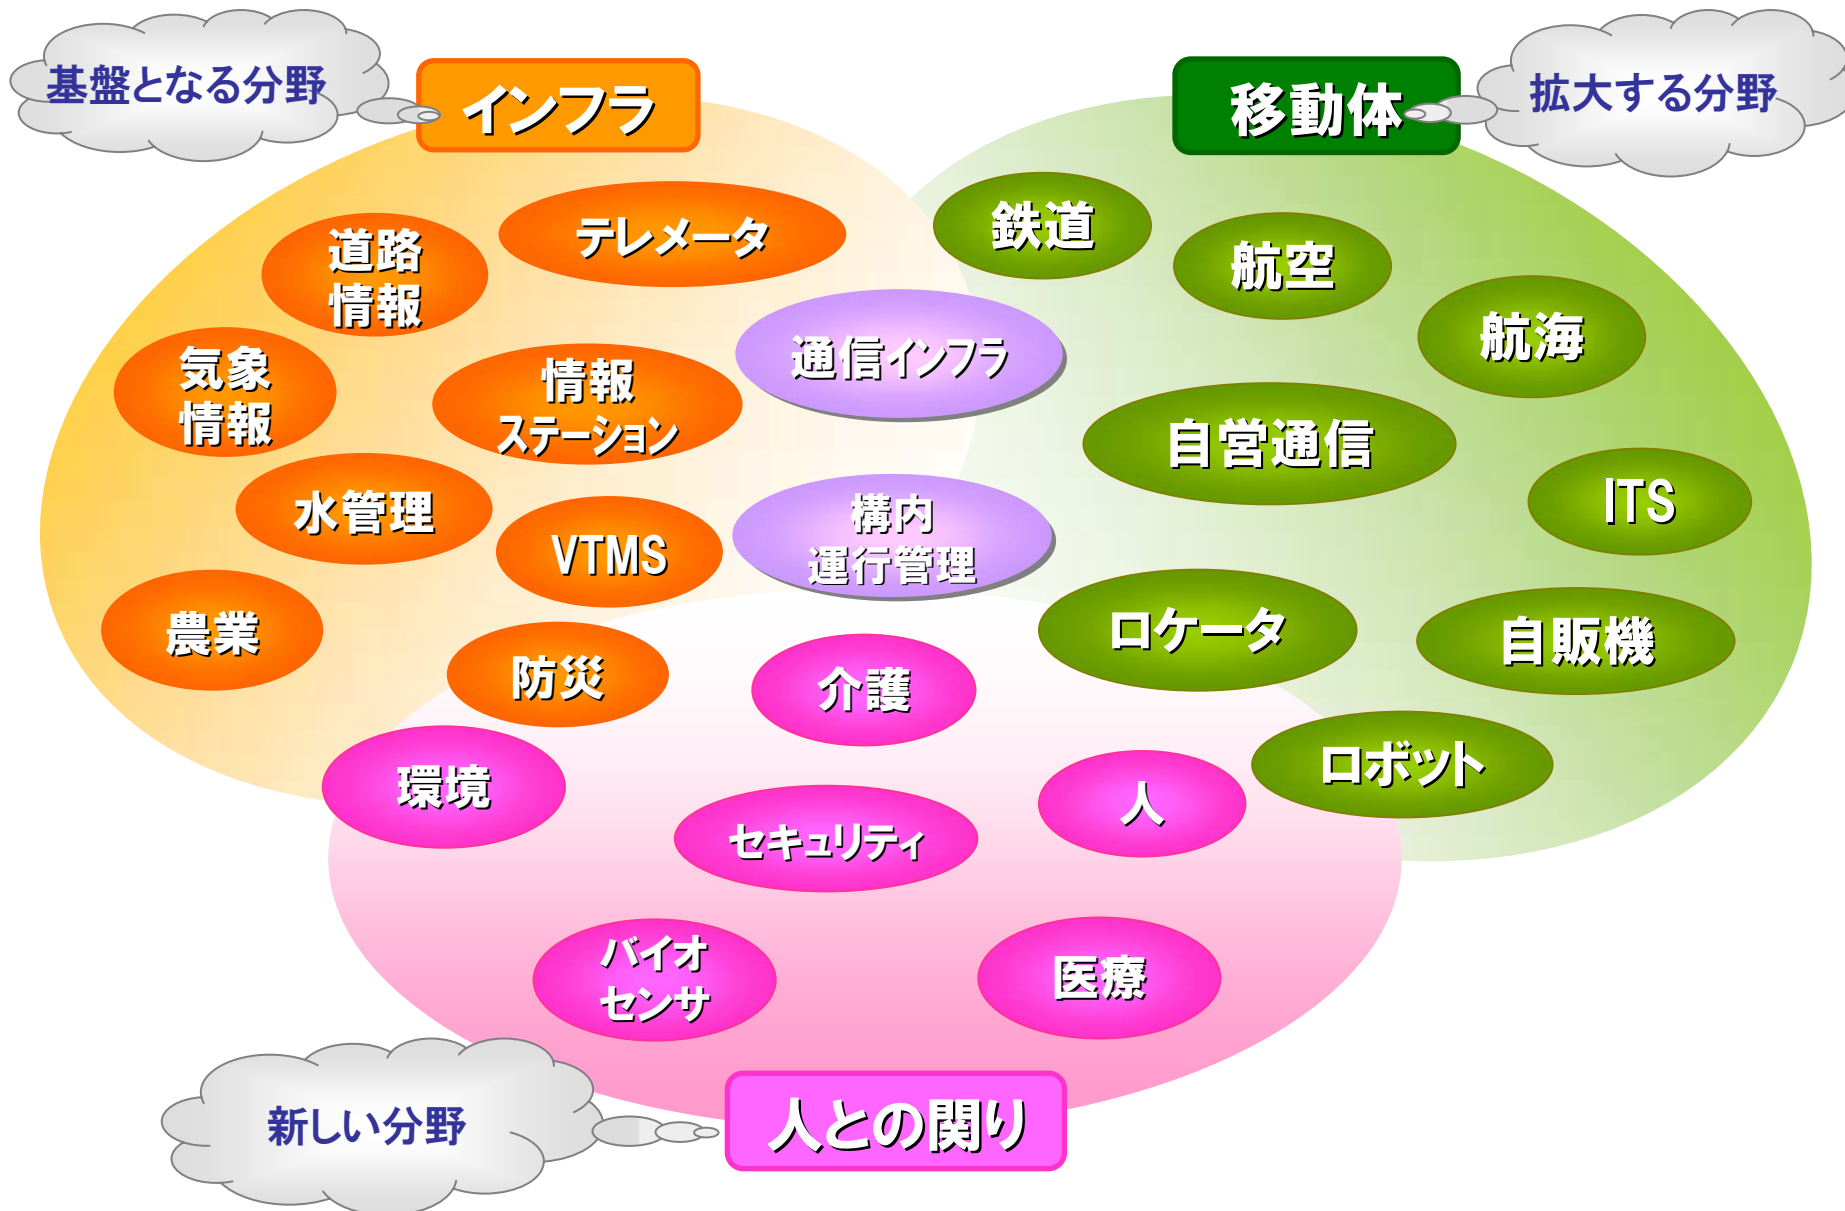 基盤となる分野
インフラ
移動体
拡大する分野
テレメータ
鉄道
道路
情報
航空
航海
通信インフラ
気象
情報
情報
ステーション
自営通信
水管理
VTMS
構内
運行管理
ITS
農業
防災
介護
ロケータ
自販機
環境
セキュリティ
人
ロボット
バイオ
センサ
医療
新しい分野
人との関り